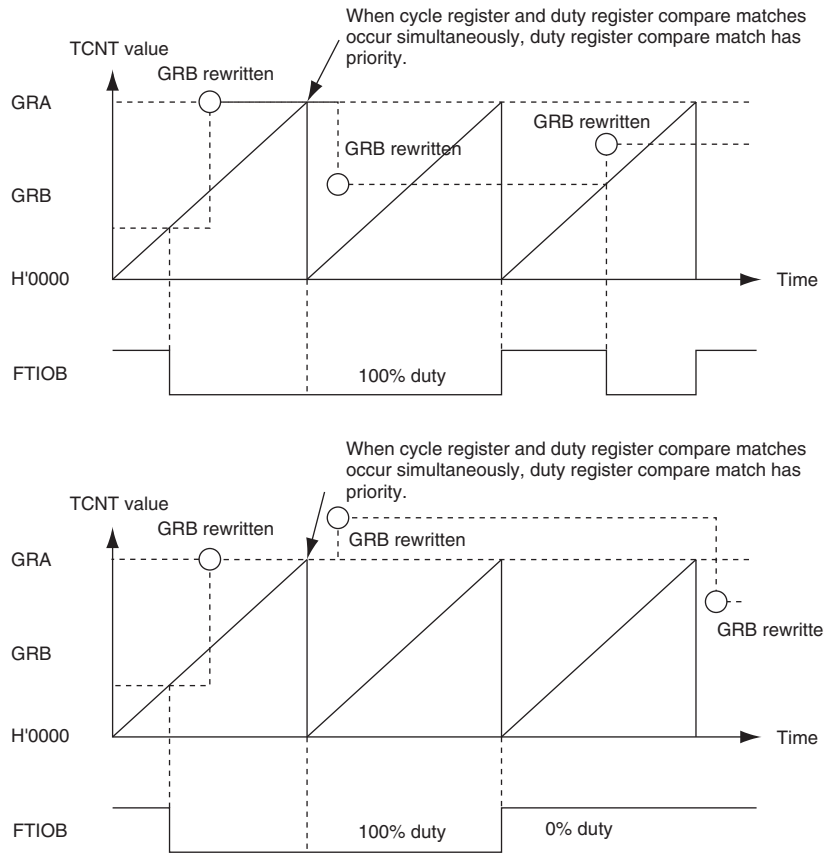 When cycle register and duty register compare matches
occur simultaneously, duty register compare match has
priority.
TCNT value
GRB rewritten
GRA
GRB rewritten
GRB rewritten
GRB
H'0000
Time
FTIOB
100% duty
When cycle register and duty register compare matches
occur simultaneously, duty register compare match has
priority.
TCNT value
GRB rewritten
GRB rewritten
GRA
GRB
GRB rewritte
H'0000
Time
FTIOB
100% duty
0% duty